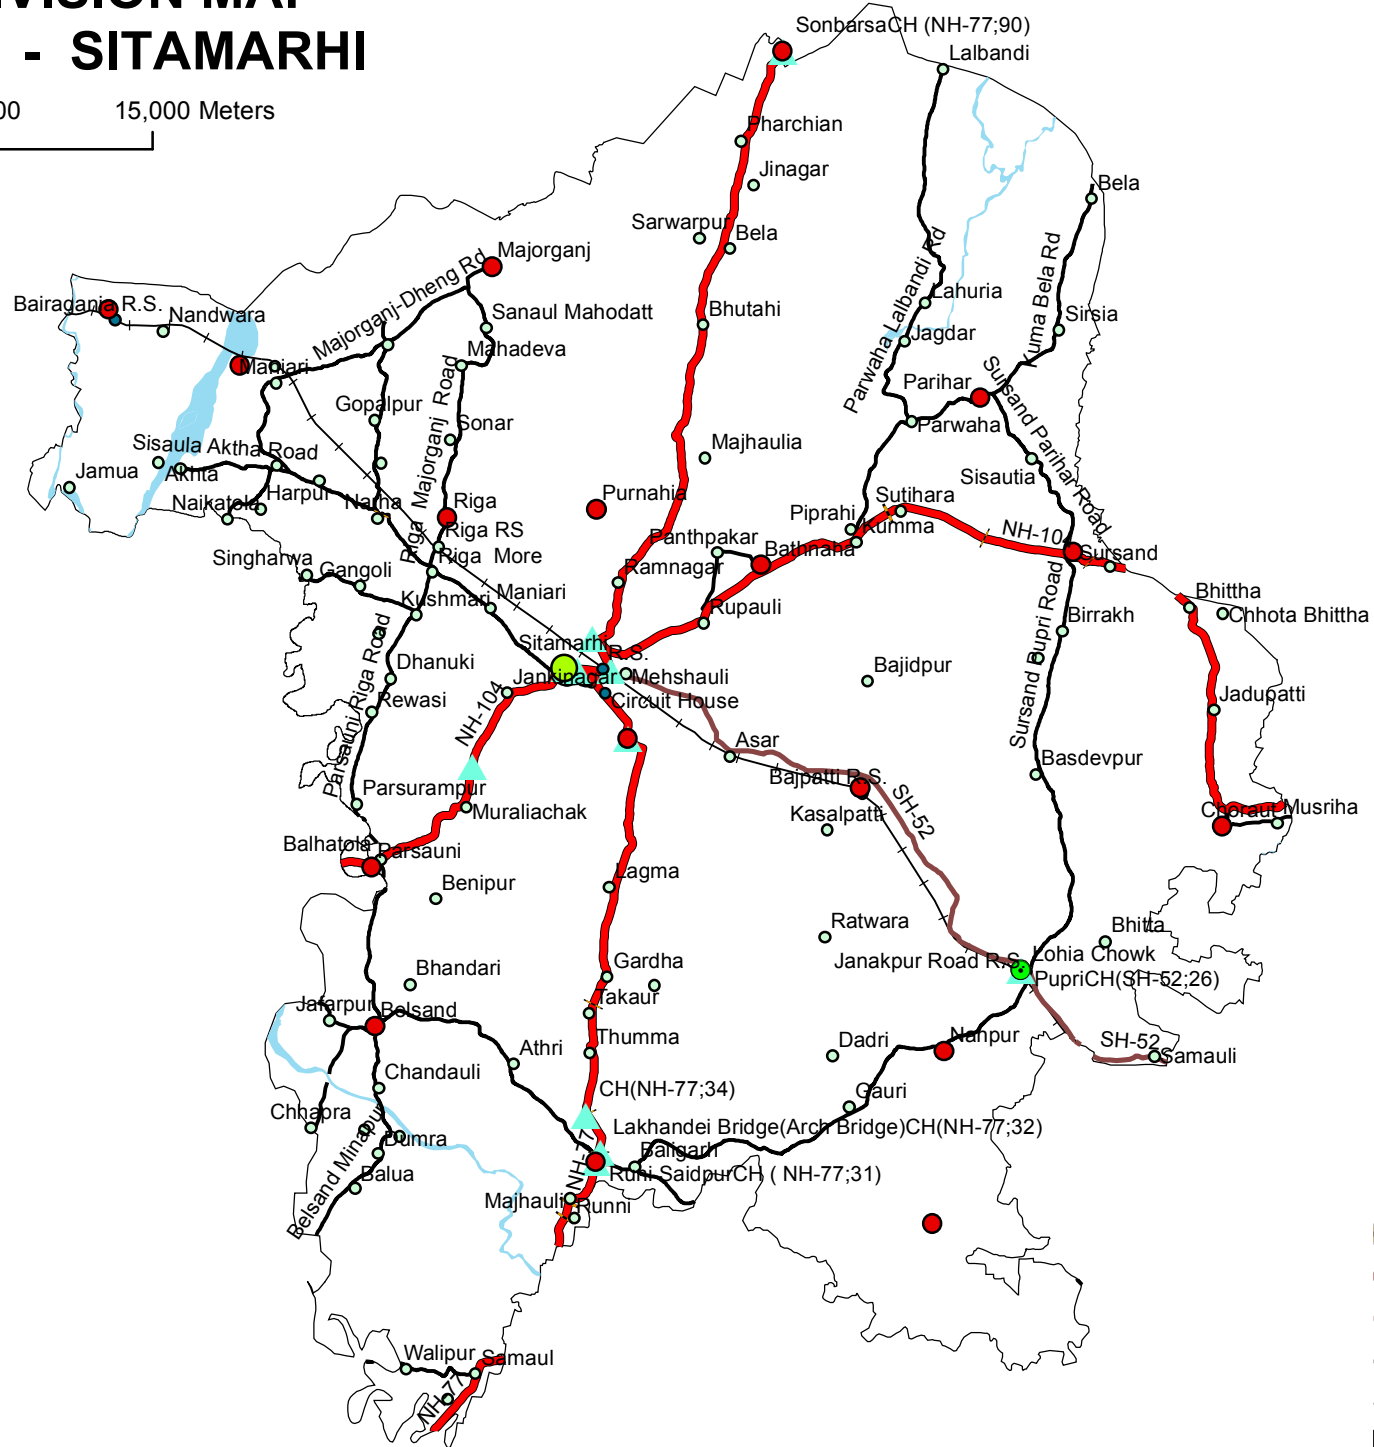 - SITAMARHI
15,000 Meters
SonbarsaCH (NH-77;90)
Lalbandi
Pharchian
Jinagar
Bela
Sarwarpur
Bela
Majorganj
Majorganj-Dheng Rd
Parwaha Lalbandi Rd
Kuma Bela Rd
Bairagania R.S.
Nandwara
Sanaul Mahodatt
Bhutahi
Lahuria
Sirsia
Mahadeva
Jagdar
Maniari
Parihar
Sursand Parihar Road
Gopalpur
Riga Majorganj Road
Sonar
Parwaha
Sisaula Aktha Road
Majhaulia
Jamua
Akhta
Sisautia
Naikatola
Harpur
Narha
Riga
Purnahia
Sutihara
Piprahi
Kumma
NH-104
Riga RS
Panthpakar
Bathnaha
Sursand
Singharwa
Gangoli
Riga More
Ramnagar
Kushmari
Maniari
Rupauli
Birrakh
Bhittha
Chhota Bhittha
Sursand Pupri Road
Parsauni Riga Road
Sitamarhi
R.S.
Dhanuki
Jankinagar
Mehshauli
Bajidpur
Rewasi
NH-104
Circuit House
Jadupatti
Asar
Basdevpur
Bajpatti R.S.
Parsurampur
Muraliachak
Kasalpatti
SH-52
Choraut
Musriha
Balhatola
Parsauni
Benipur
Lagma
Ratwara
Bhitta
Bhandari
Gardha
Janakpur Road R.S.
Lohia Chowk
PupriCH(SH-52;26)
Jafarpur
Belsand
Takaur
Thumma
Athri
Dadri
Nanpur
SH-52
Samauli
Chandauli
CH(NH-77;34)
Gauri
Chhapra
Lakhandei Bridge(Arch Bridge)CH(NH-77;32)
Dumra
Belsand Minapur
NH-77
Baligarh
Balua
Runi SaidpurCH ( NH-77;31)
Majhauli
Runni
Walipur
Samaul
NH-77